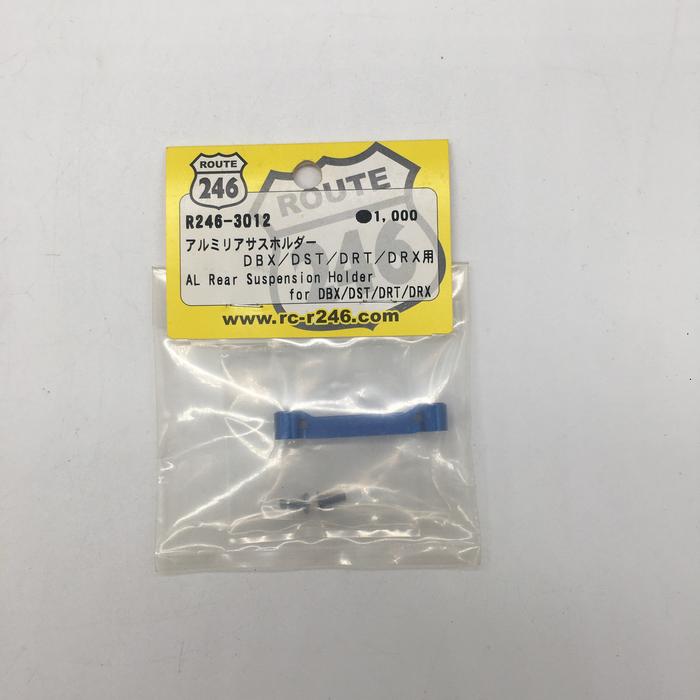 ROUTE
246
ROUTE
246
R246-3012 ●1,000
アルミリアサスホルダー
DBX/DST/DRT/DRX用
AL Rear Suspension Holder
for DBX/DST/DRT/DRX
www.rc-r246.com